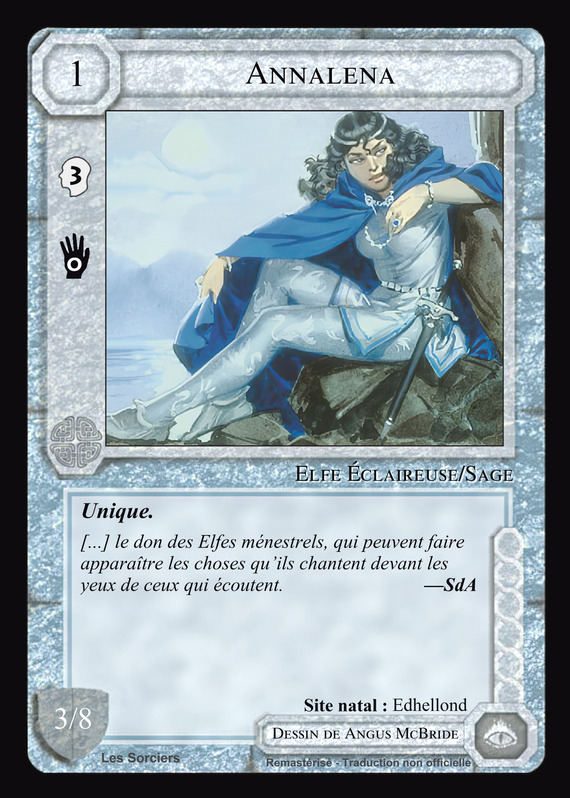 1
ANNALENA
3
0
ELFE ÉCLAIREUSE/SAGE
Unique.
[...] le don des Elfes ménestrels, qui peuvent faire
apparaître les choses qu'ils chantent devant les
yeux de ceux qui écoutent. —SdA
Site natal : Edhellond
3/8
DESSIN DE ANGUS MCBRIDE
Les Sorciers
Remastérisé - Traduction non officielle